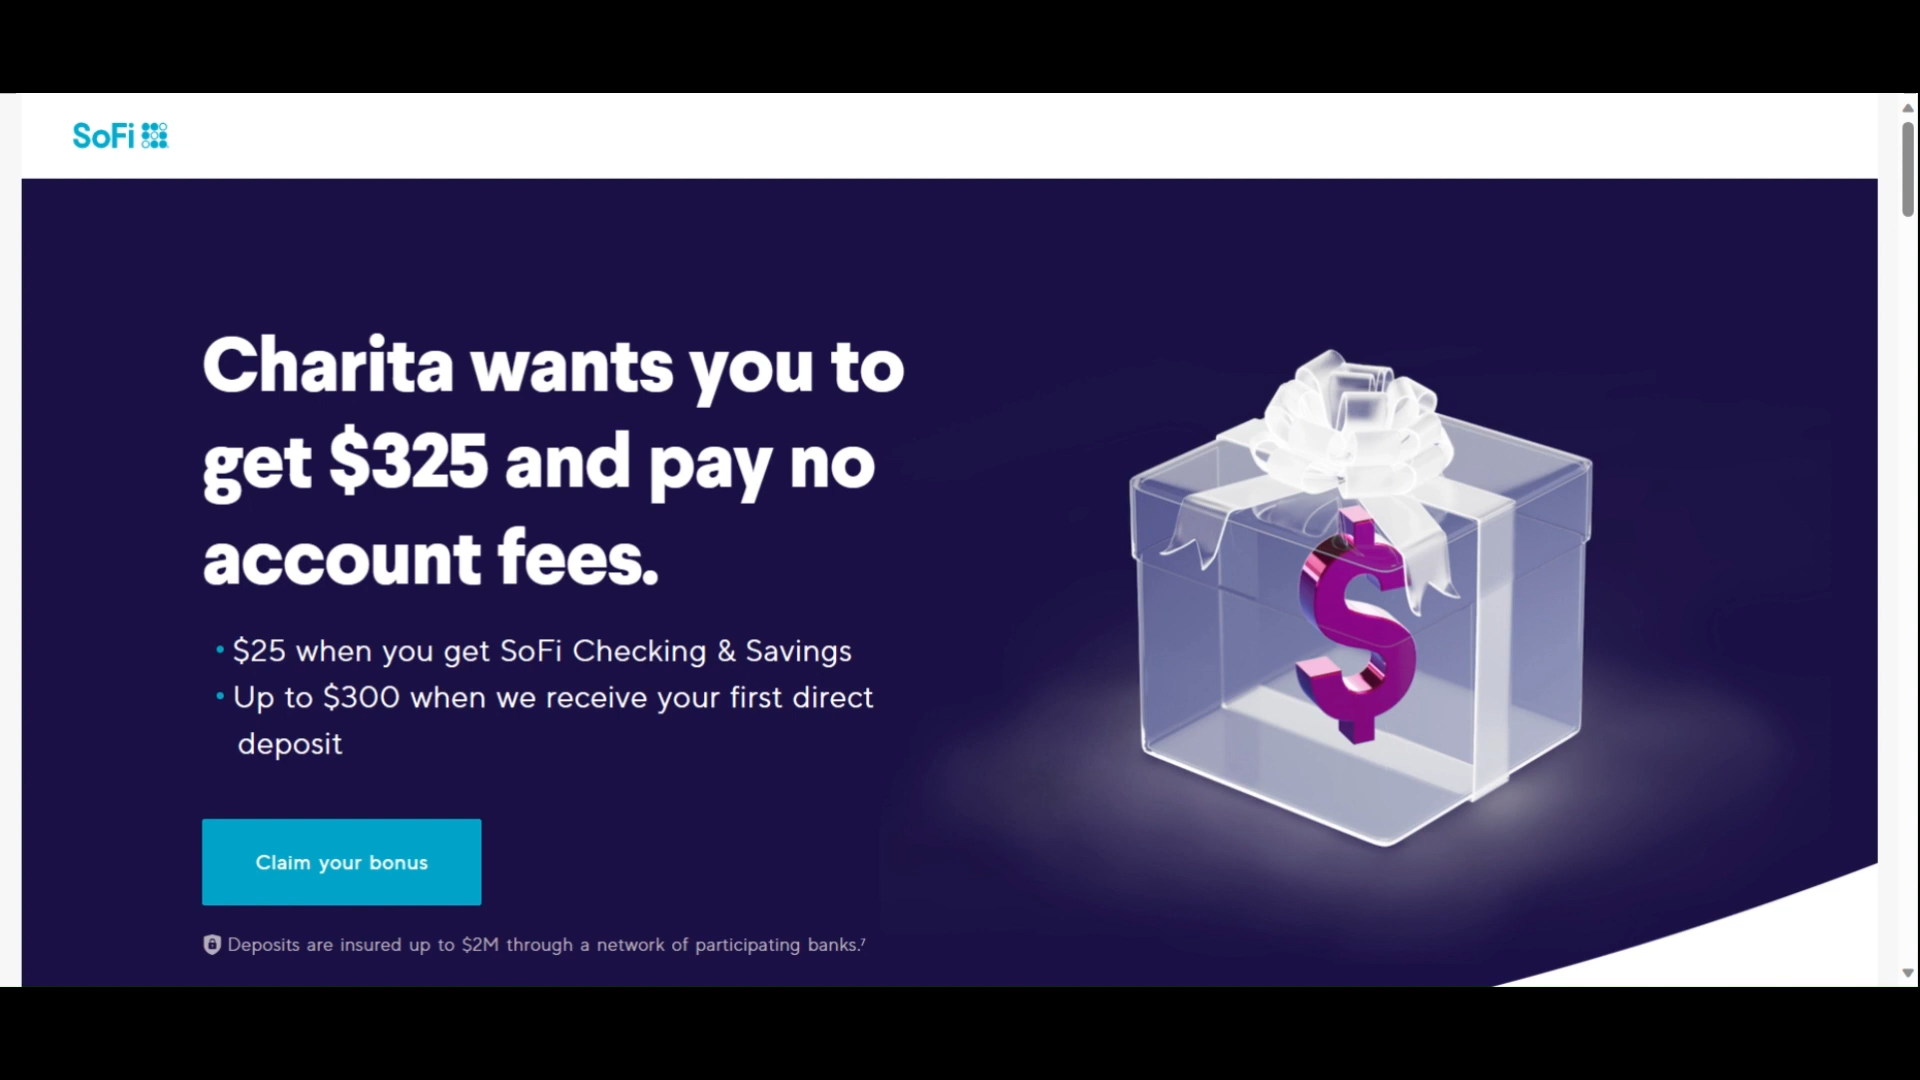 SoFi
Charita wants you to
get $325 and pay no
account fees.
• $25 when you get SoFi Checking & Savings
• Up to $300 when we receive your first direct
deposit
Claim your bonus
Deposits are insured up to $2M through a network of participating banks.⁷
$